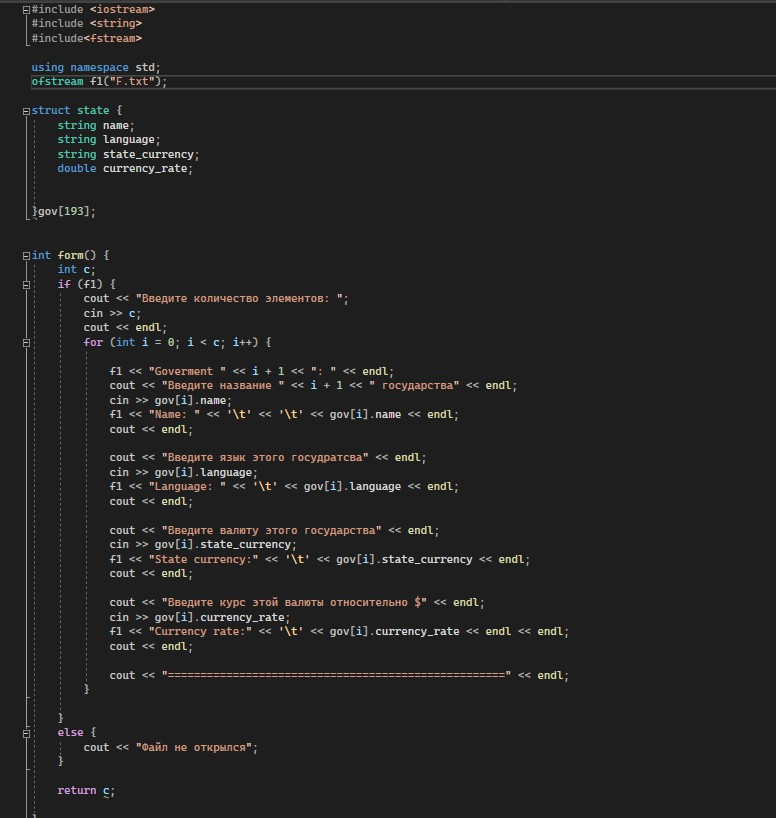 #include <iostream>
#include <string>
#include<fstream>
using namespace std;
ofstream f1("F.txt");
struct state {
string name;
string language;
string state_currency;
double currency_rate;
}gov[193];
int form() {
int c;
if (f1) {
cout << "Введите количество элементов: ";
cin >> c;
cout << endl;
for (int i = 0; i < c; i++) {
f1 << "Goverment " << i + 1 << ": " << endl;
cout << "Введите название " << i + 1 << " государства" << endl;
cin >> gov[i].name;
f1 << "Name: " << '\t' << '\t' << gov[i].name << endl;
cout << endl;
cout << "Введите язык этого госудратсва" << endl;
cin >> gov[i].language;
f1 << "Language: " << '\t' << gov[i].language << endl;
cout << endl;
cout << "Введите валюту этого государства" << endl;
cin >> gov[i].state_currency;
f1 << "State currency:" << '\t' << gov[i].state_currency << endl;
cout << endl;
cout << "Введите курс этой валюты относительно $" << endl;
cin >> gov[i].currency_rate;
f1 << "Currency rate:" << '\t' << gov[i].currency_rate << endl << endl;
cout << endl;
cout << "====================================================" << endl;
}
}
else {
cout << "Файл не открылся";
}
return c;